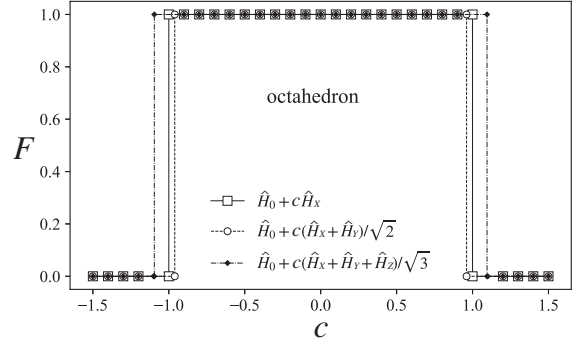 1.0
0.8
0.6
0.4
0.2
0.0
F
octahedron
Ĥ₀ + cĤ_X
Ĥ₀ + c(Ĥ_X + Ĥ_Y)/√2
Ĥ₀ + c(Ĥ_X + Ĥ_Y + Ĥ_Z)/√3
−1.5 −1.0 −0.5 0.0 0.5 1.0 1.5
c